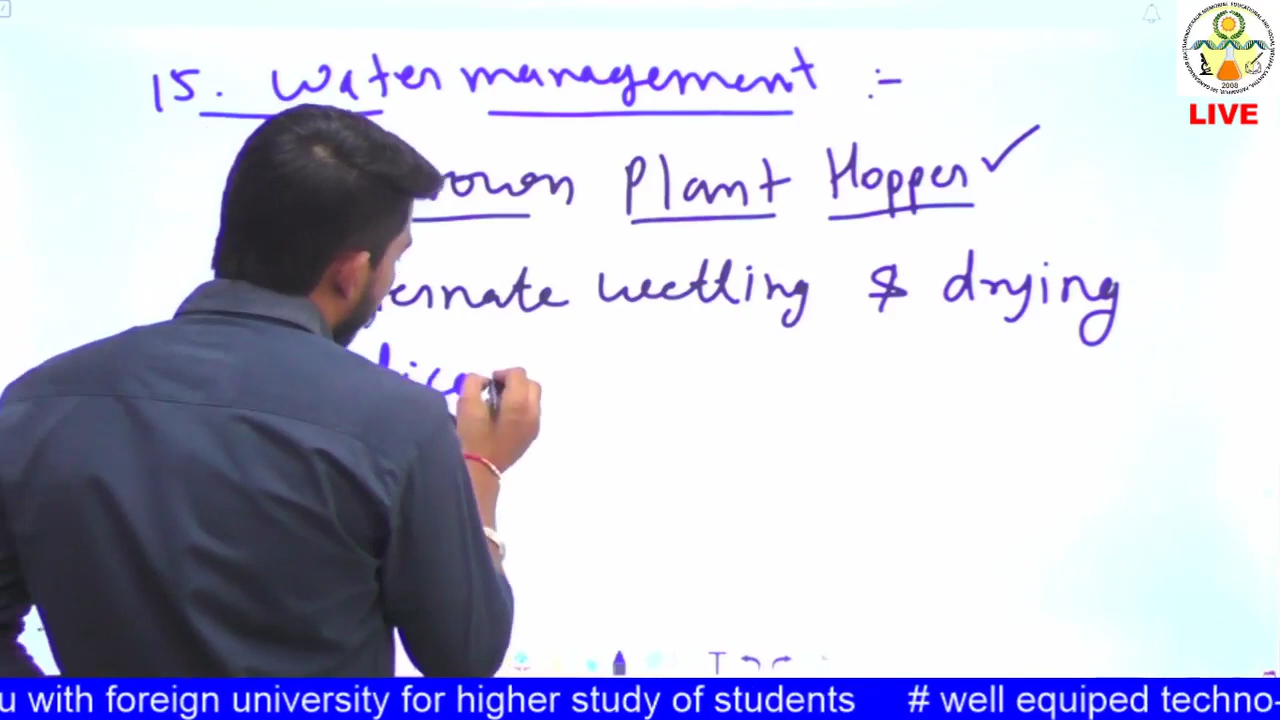 15. Water management :-
Plant Hopper ✓
wetting & drying
LIVE
2008
u with foreign university for higher study of students # well equiped techno-